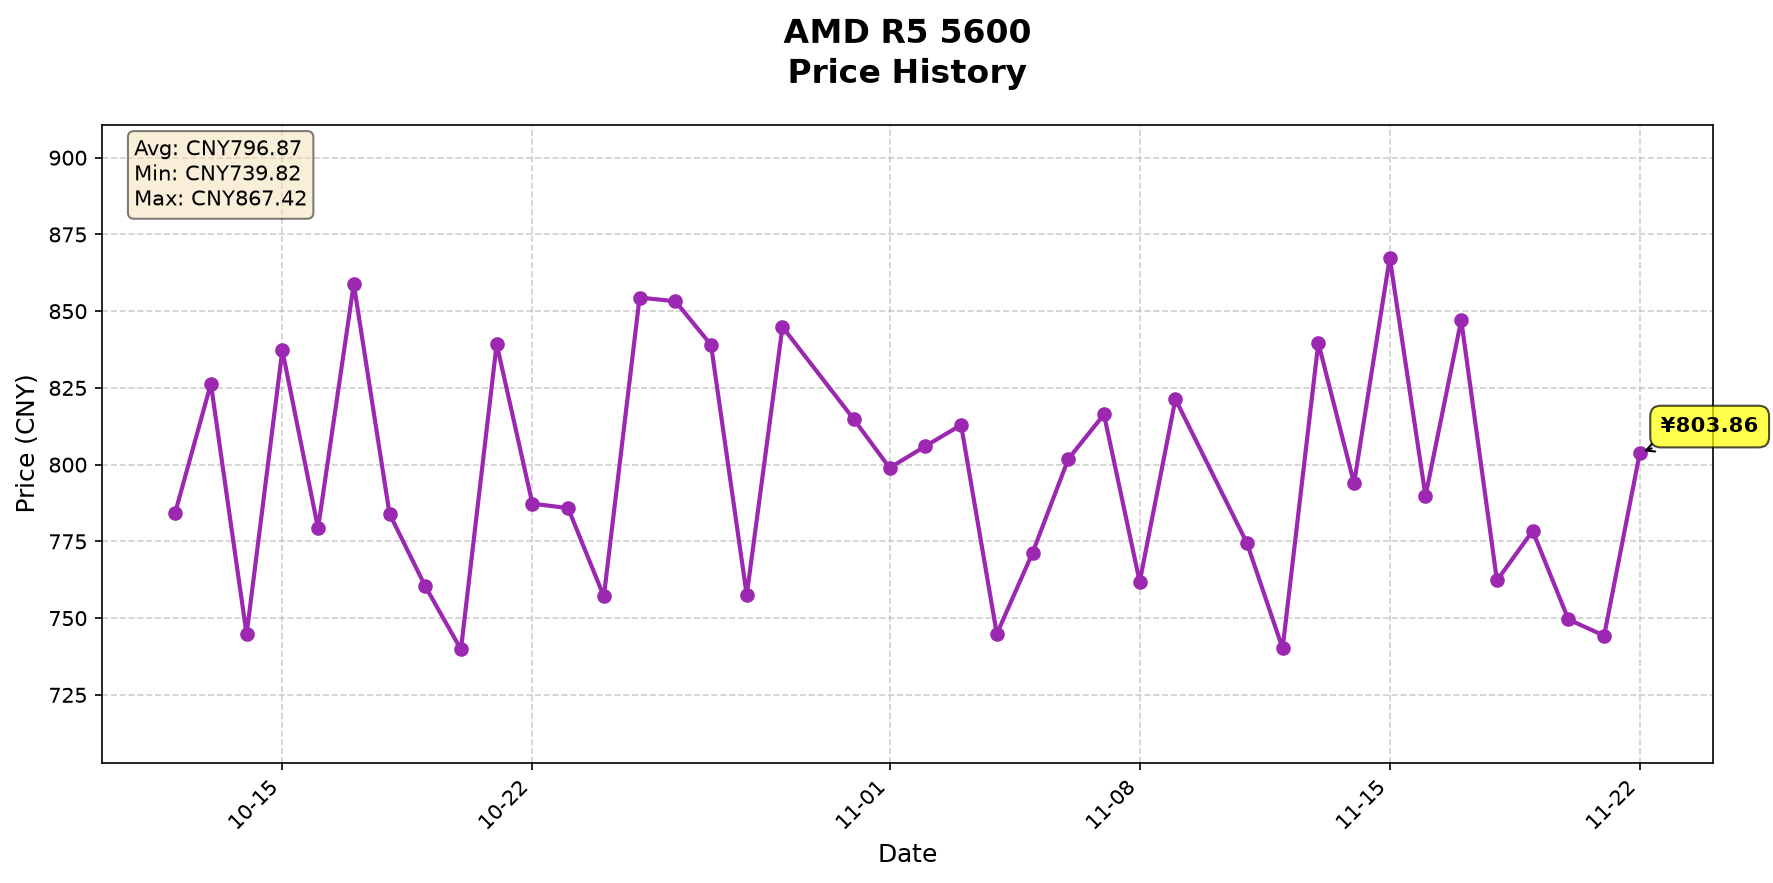 AMD R5 5600
Price History
Avg: CNY796.87
Min: CNY739.82
Max: CNY867.42
900
875
850
825
800
775
750
725
Price (CNY)
¥803.86
10-15
10-22
11-01
11-08
11-15
11-22
Date